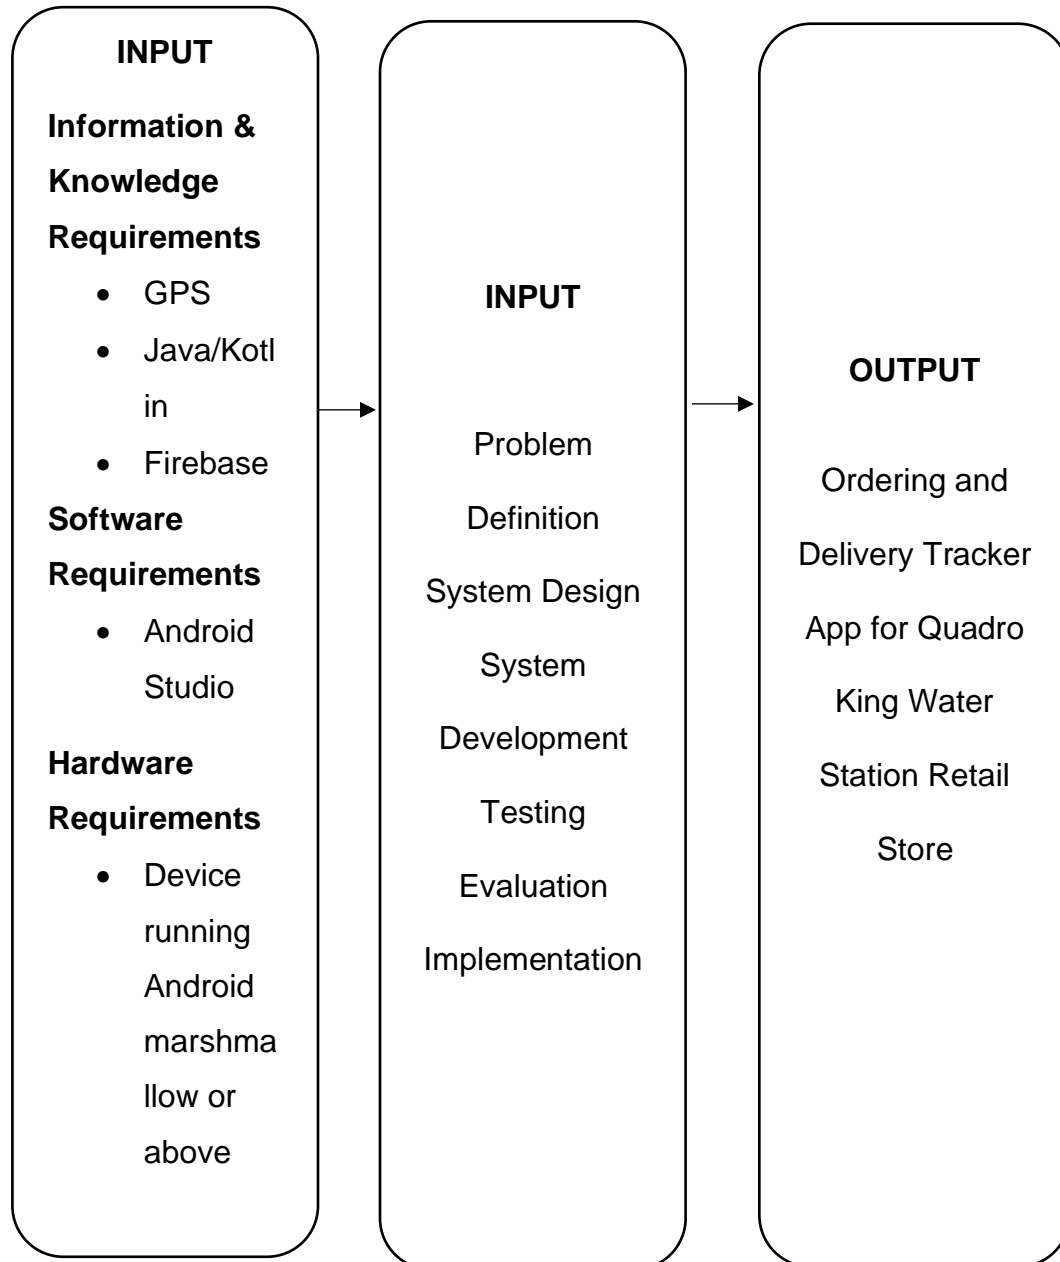 INPUT
Information &
Knowledge
Requirements
• GPS
• Java/Kotl
in
• Firebase
Software
Requirements
• Android
Studio
Hardware
Requirements
• Device
running
Android
marshma
llow or
above
INPUT
Problem
Definition
System Design
System
Development
Testing
Evaluation
Implementation
OUTPUT
Ordering and
Delivery Tracker
App for Quadro
King Water
Station Retail
Store